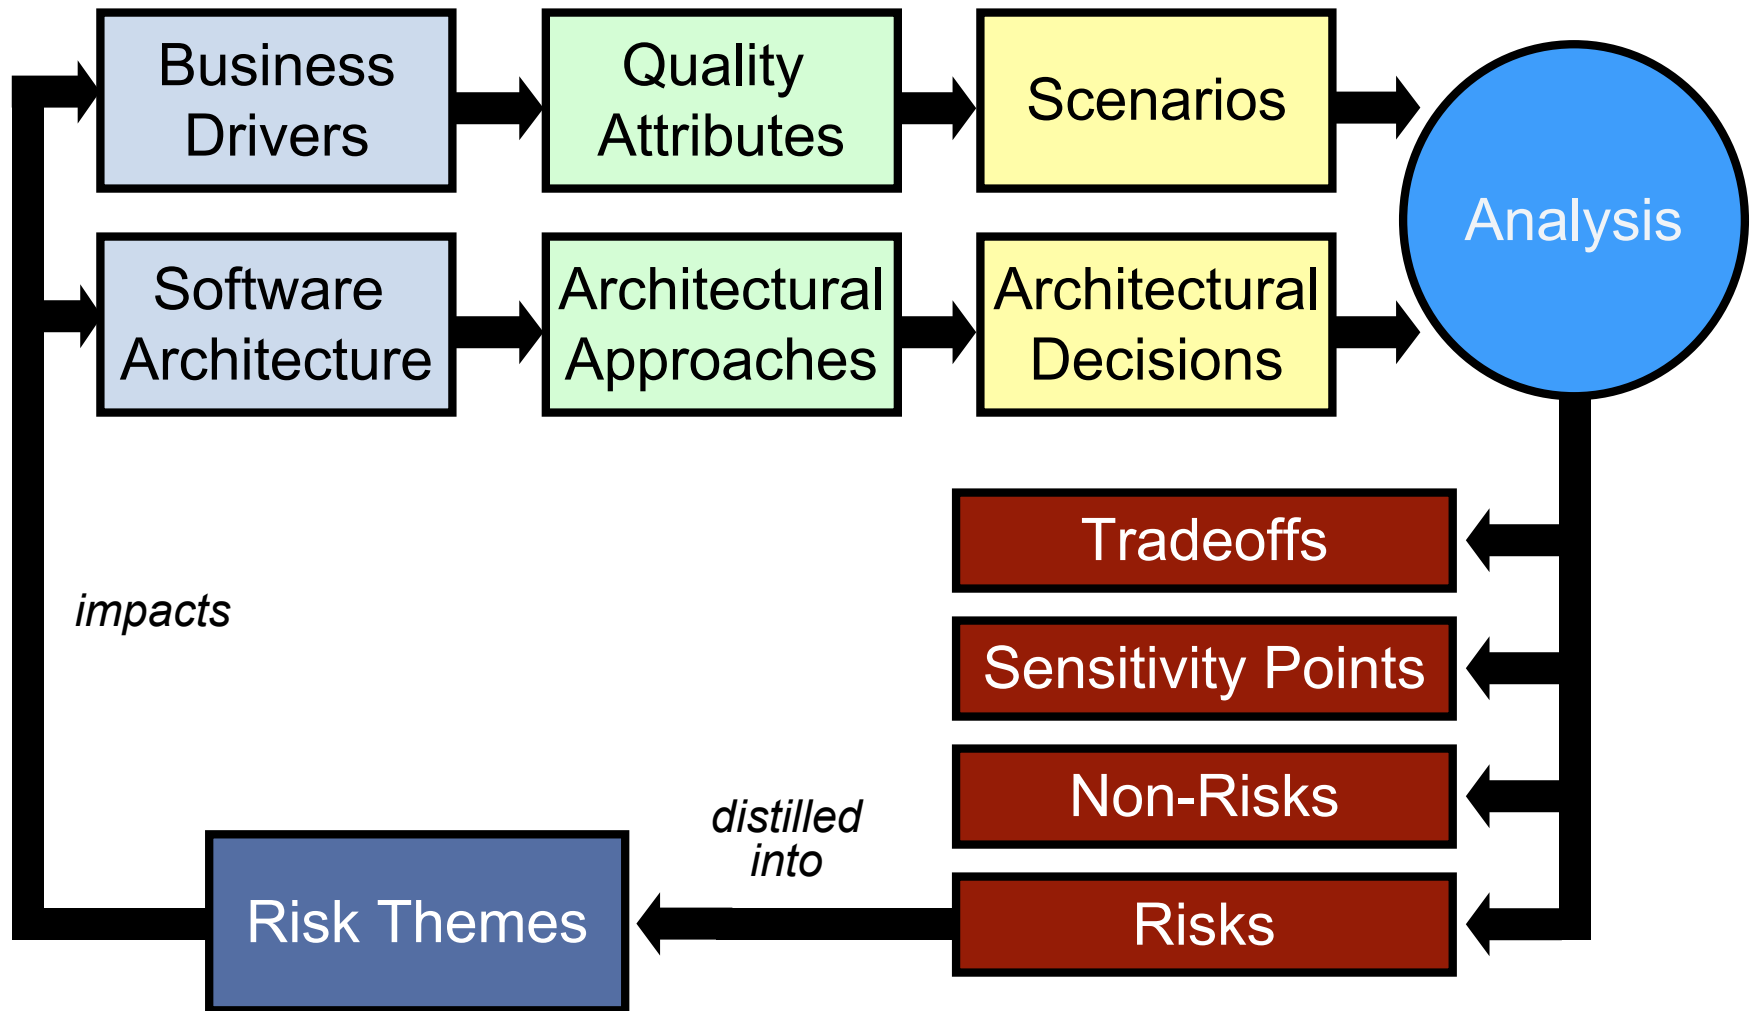 Business
Drivers
Quality
Attributes
Scenarios
Analysis
Software
Architecture
Architectural
Approaches
Architectural
Decisions
Tradeoffs
impacts
Sensitivity Points
Non-Risks
distilled
into
Risk Themes
Risks